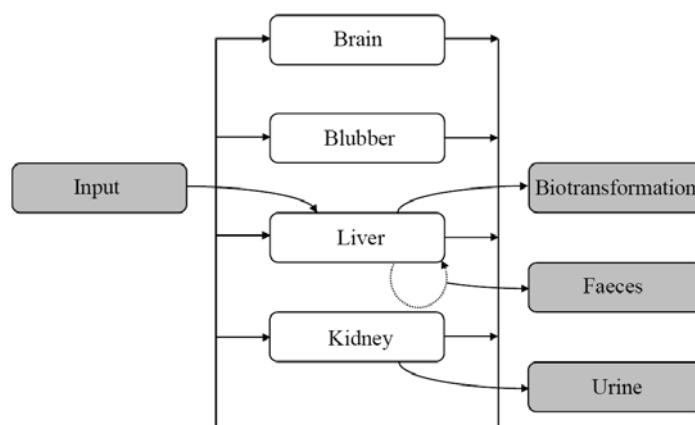 Brain
Blubber
Input
Biotransformation
Liver
Faeces
Kidney
Urine